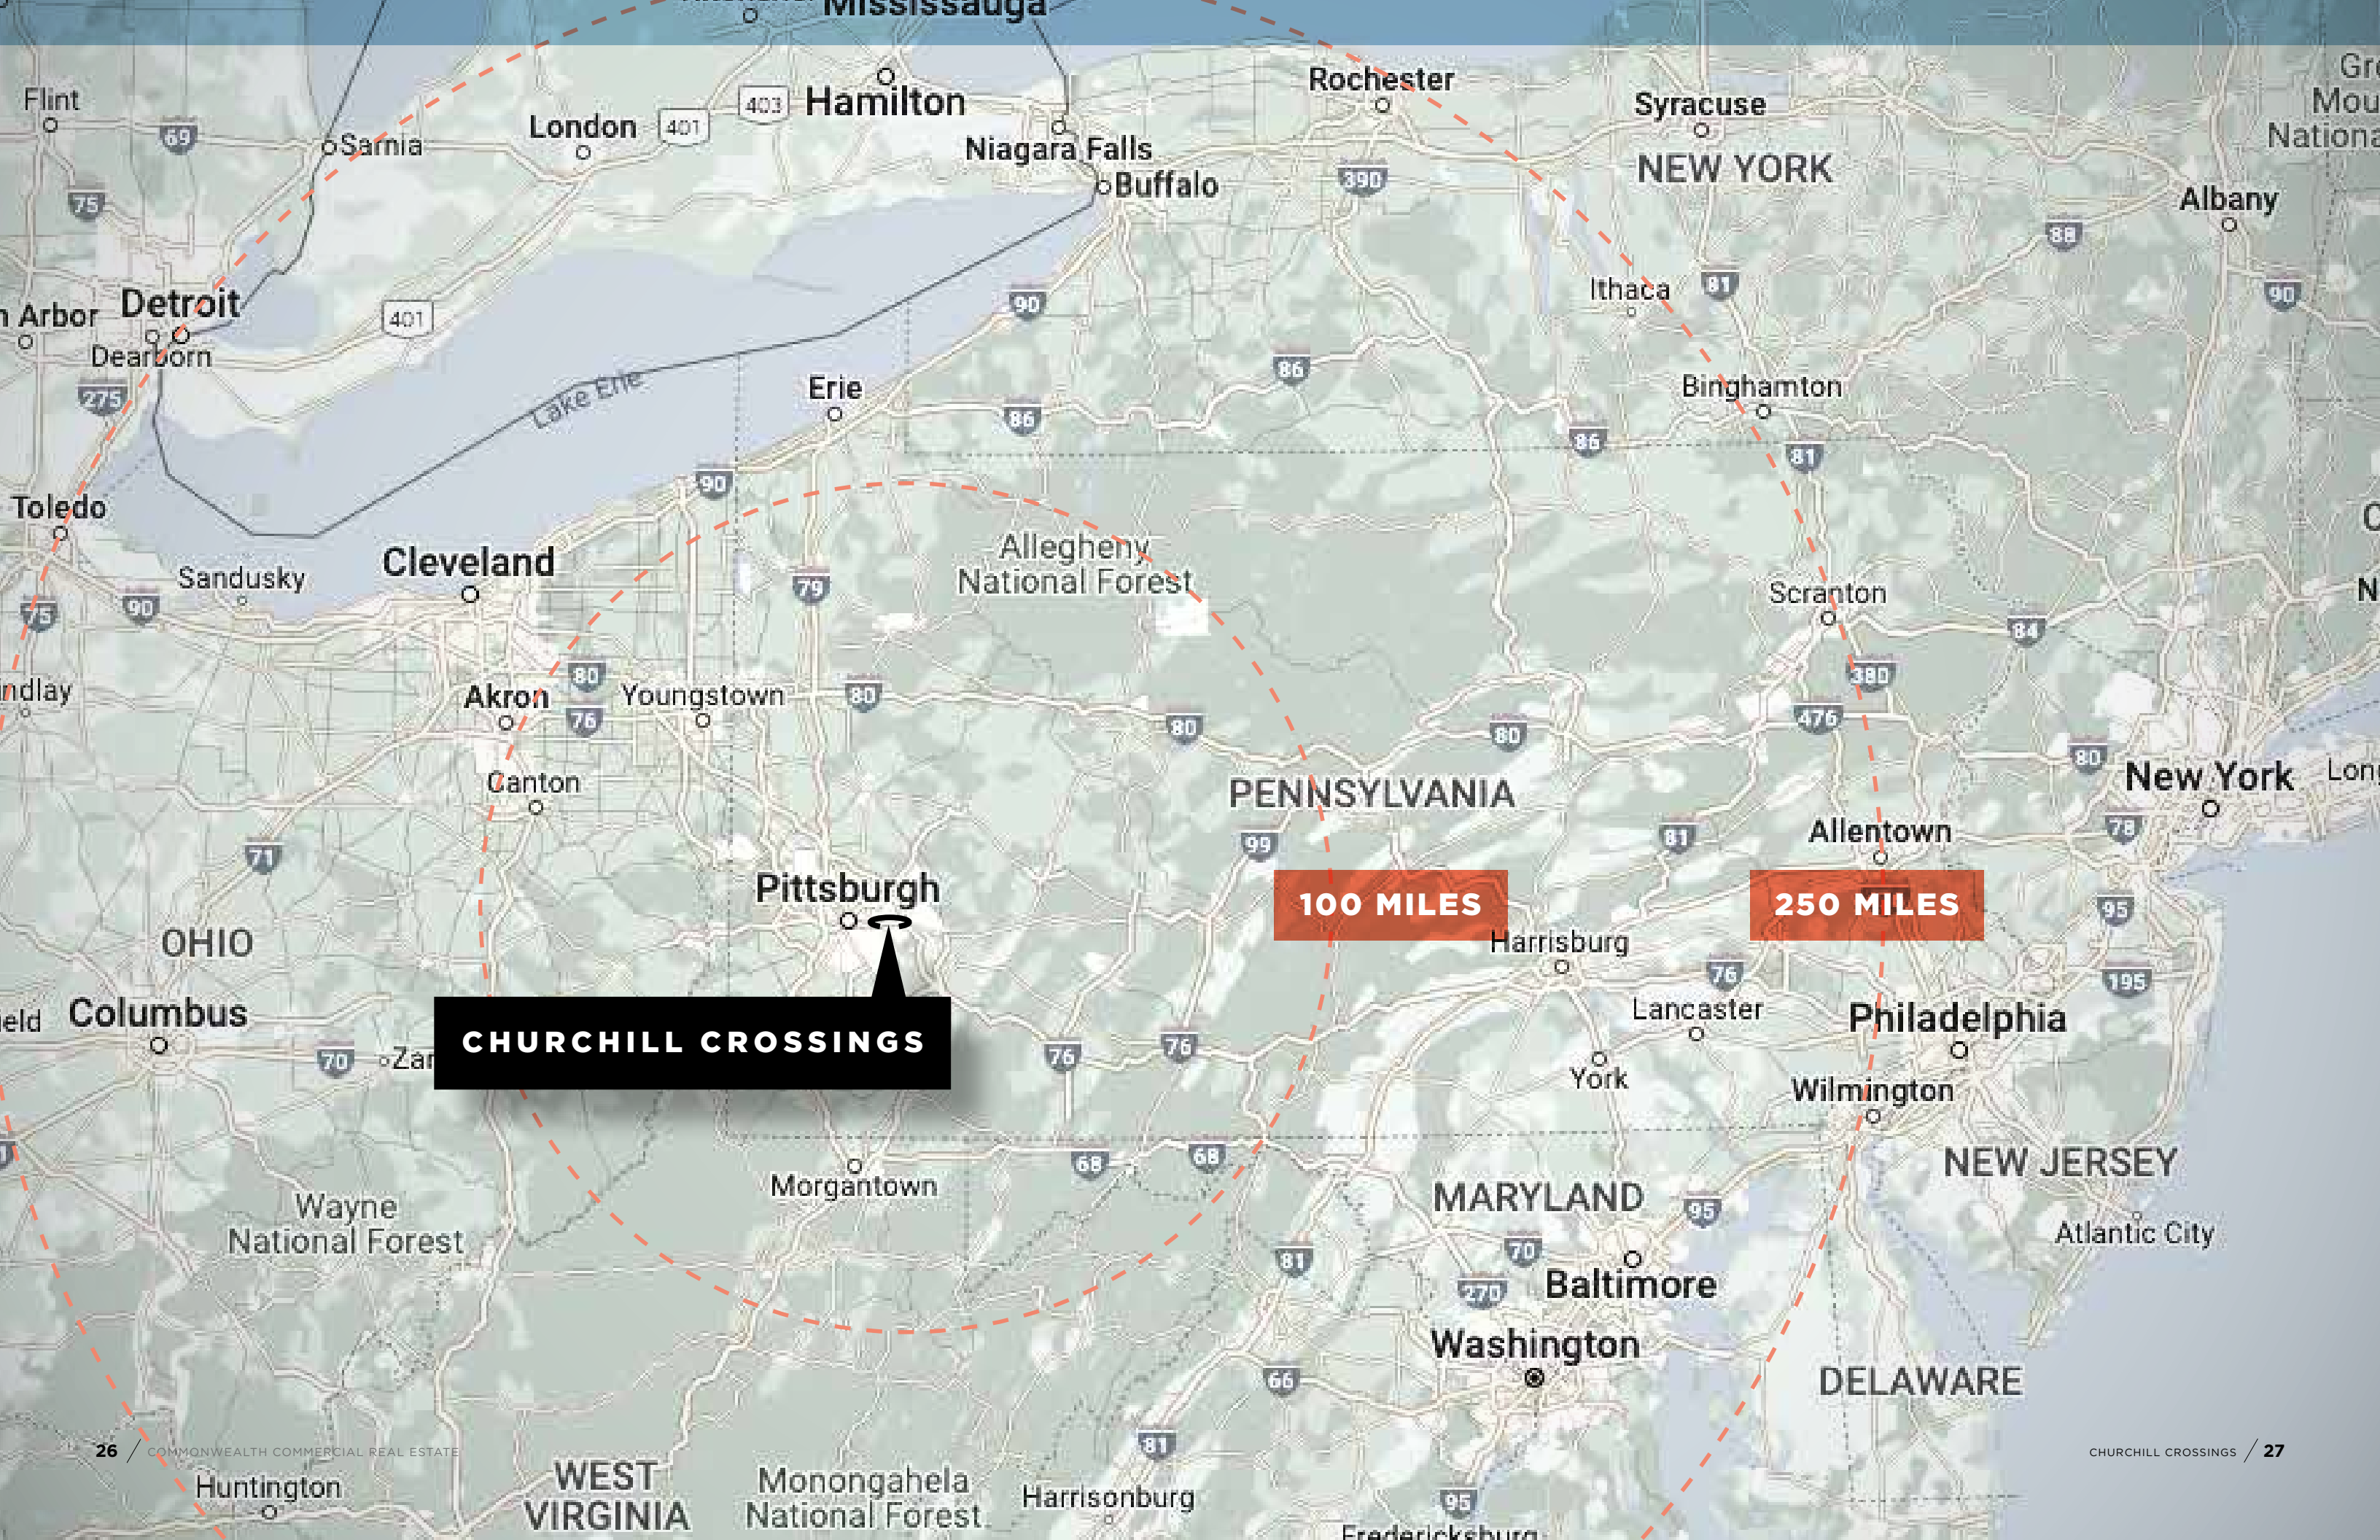 Mississauga
Flint
69
Sarnia
London
401
403
Hamilton
Niagara Falls
Buffalo
Rochester
390
Syracuse
NEW YORK
Albany
88
90
75
Detroit
Arbor
Dearborn
275
401
Lake Erie
Erie
90
86
86
86
Ithaca
81
Binghamton
81
Toledo
75
90
Sandusky
Cleveland
90
79
Allegheny
National Forest
Scranton
84
380
476
Akron
80
76
Youngstown
80
80
80
80
New York
Canton
PENNSYLVANIA
99
81
Allentown
78
71
Pittsburgh
100 MILES
250 MILES
95
OHIO
Harrisburg
76
195
Columbus
70
CHURCHILL CROSSINGS
76
76
Lancaster
York
Philadelphia
Wilmington
NEW JERSEY
Atlantic City
68
68
Morgantown
Wayne
National Forest
MARYLAND
95
81
70
270
Baltimore
Washington
66
DELAWARE
81
95
Huntington
WEST
VIRGINIA
Monongahela
National Forest
Harrisonburg
Fredericksburg
26 / COMMONWEALTH COMMERCIAL REAL ESTATE
CHURCHILL CROSSINGS / 27